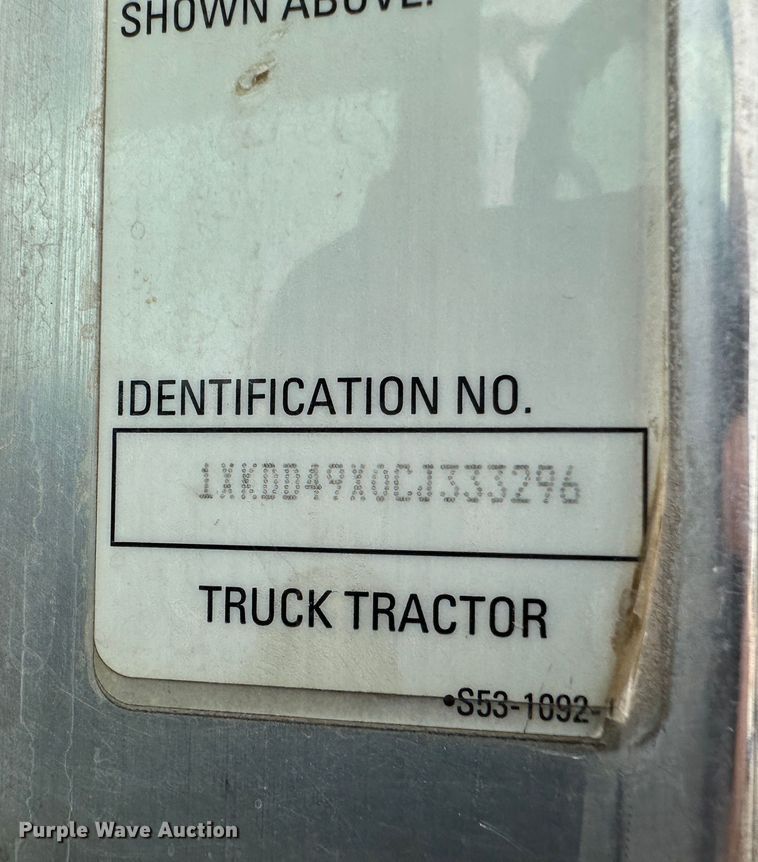 SHOWN ABOVE.
IDENTIFICATION NO.
1XKDD49X0CJ333296
TRUCK TRACTOR
•S53-1092-
Purple Wave Auction